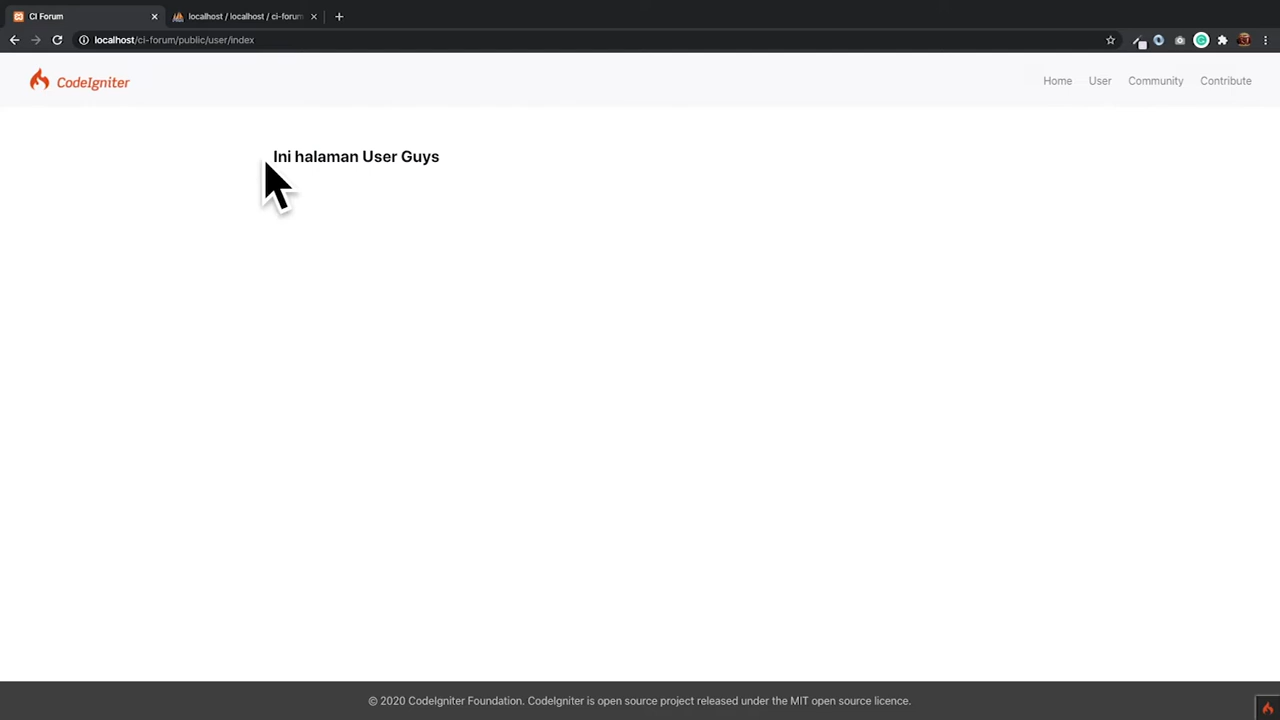 CI Forum
localhost / localhost / ci-forum
localhost/ci-forum/public/user/index
CodeIgniter
Home User Community Contribute
Ini halaman User Guys
© 2020 CodeIgniter Foundation. CodeIgniter is open source project released under the MIT open source licence.